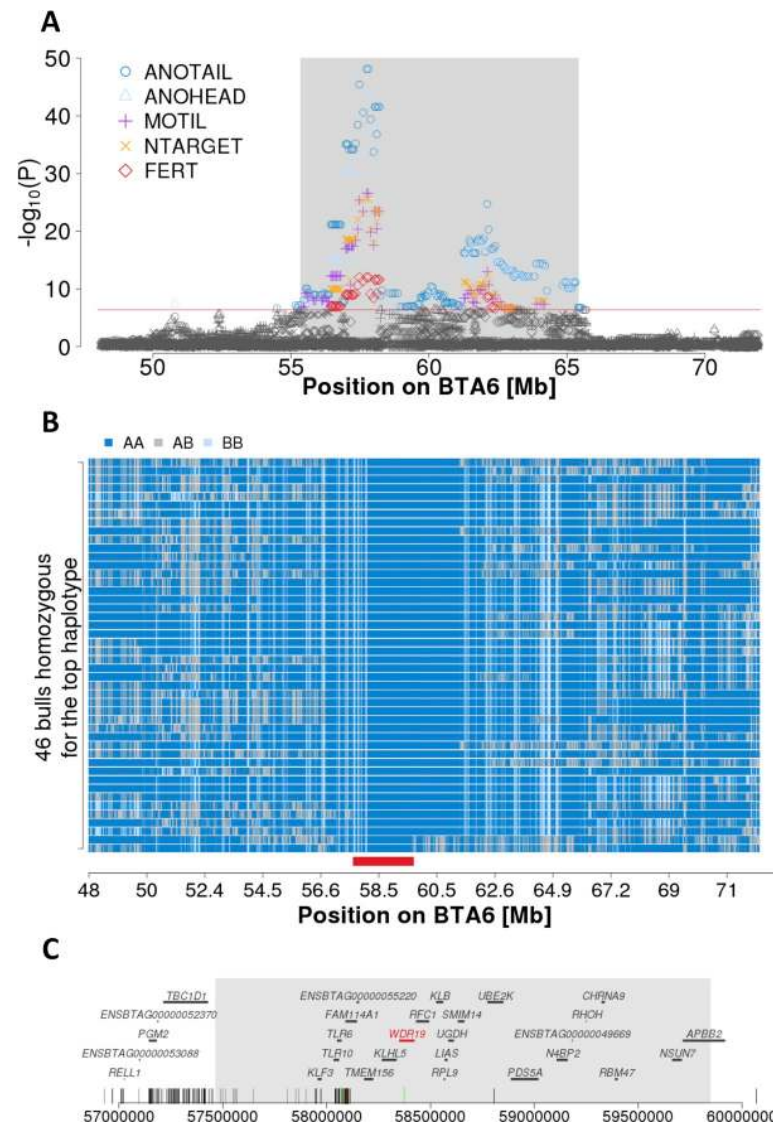 A
50
40
30
20
10
0
-log10(P)
ANOTAIL
ANOHEAD
MOTIL
NTARGET
FERT
50 55 60 65 70
Position on BTA6 [Mb]
B
AA AB BB
46 bulls homozygous
for the top haplotype
48 50 52.4 54.5 56.6 58.5 60.5 62.6 64.9 67.2 69 71
Position on BTA6 [Mb]
C
TBC1D1 ENSBTAG00000055220 KLB UBE2K CHRNA9
ENSBTAG00000052370 FAM114A1 RFC1 SMIM14 RHOH
PGM2 TLR6 WDR19 UGDH ENSBTAG00000049669 APBB2
ENSBTAG00000053088 TLR10 KLHL5 LIAS N4BP2 NSUN7
RELL1 KLF3 TMEM156 RPL9 PDS5A RBM47
57000000 57500000 58000000 58500000 59000000 59500000 60000000